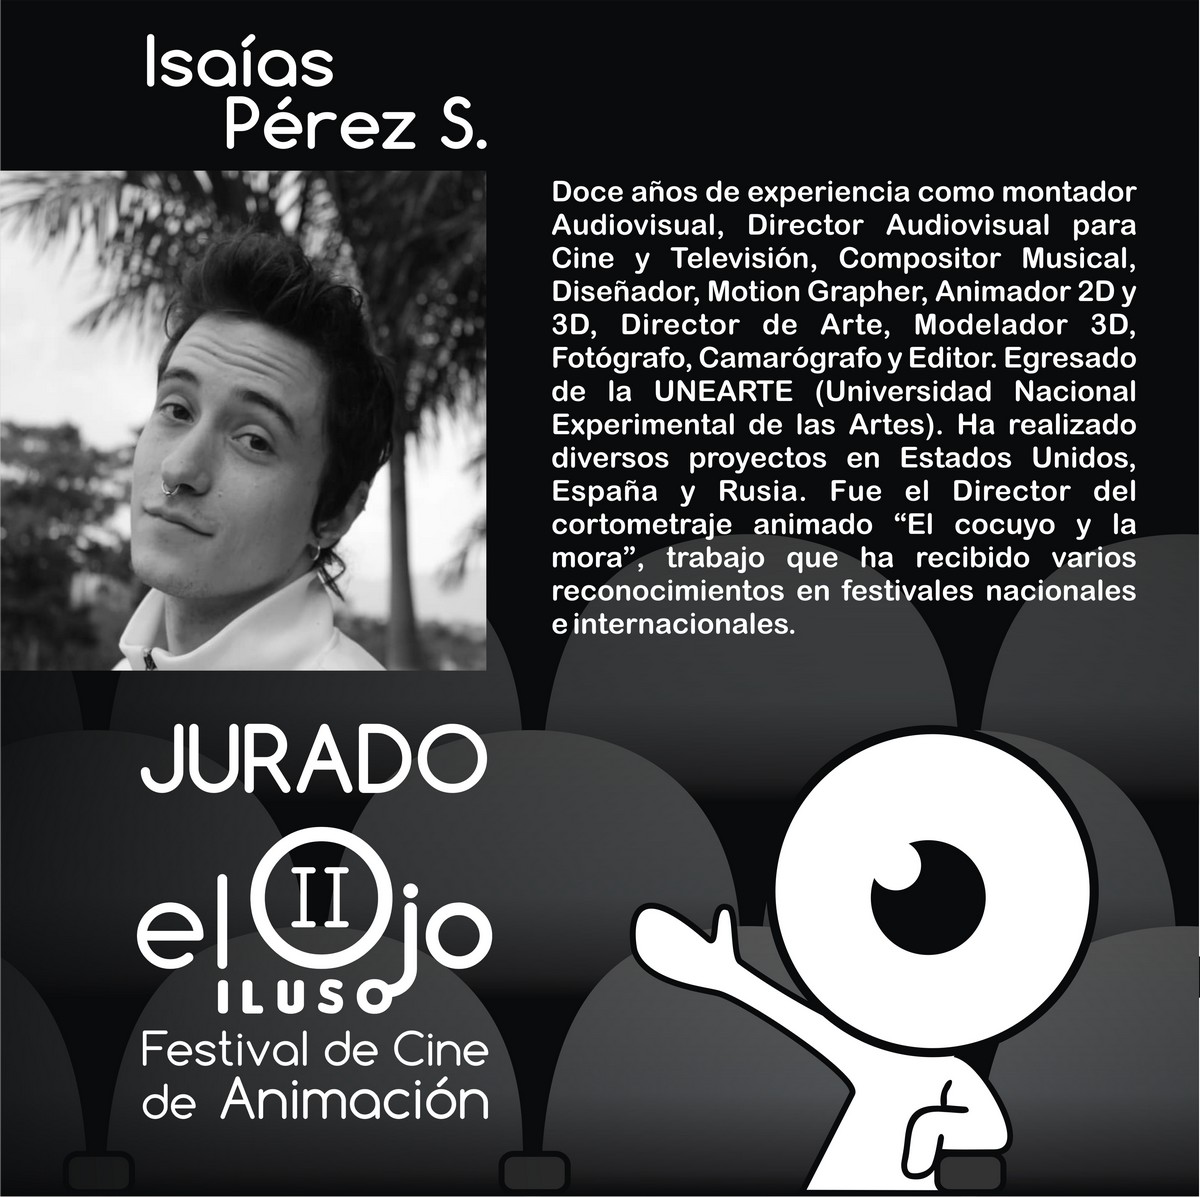 Isaías
Pérez S.
Doce años de experiencia como montador
Audiovisual, Director Audiovisual para
Cine y Televisión, Compositor Musical,
Diseñador, Motion Grapher, Animador 2D y
3D, Director de Arte, Modelador 3D,
Fotógrafo, Camarógrafo y Editor. Egresado
de la UNEARTE (Universidad Nacional
Experimental de las Artes). Ha realizado
diversos proyectos en Estados Unidos,
España y Rusia. Fue el Director del
cortometraje animado “El cocuyo y la
mora”, trabajo que ha recibido varios
reconocimientos en festivales nacionales
e internacionales.
JURADO
el Ojo
II
ILUSO
Festival de Cine
de Animación